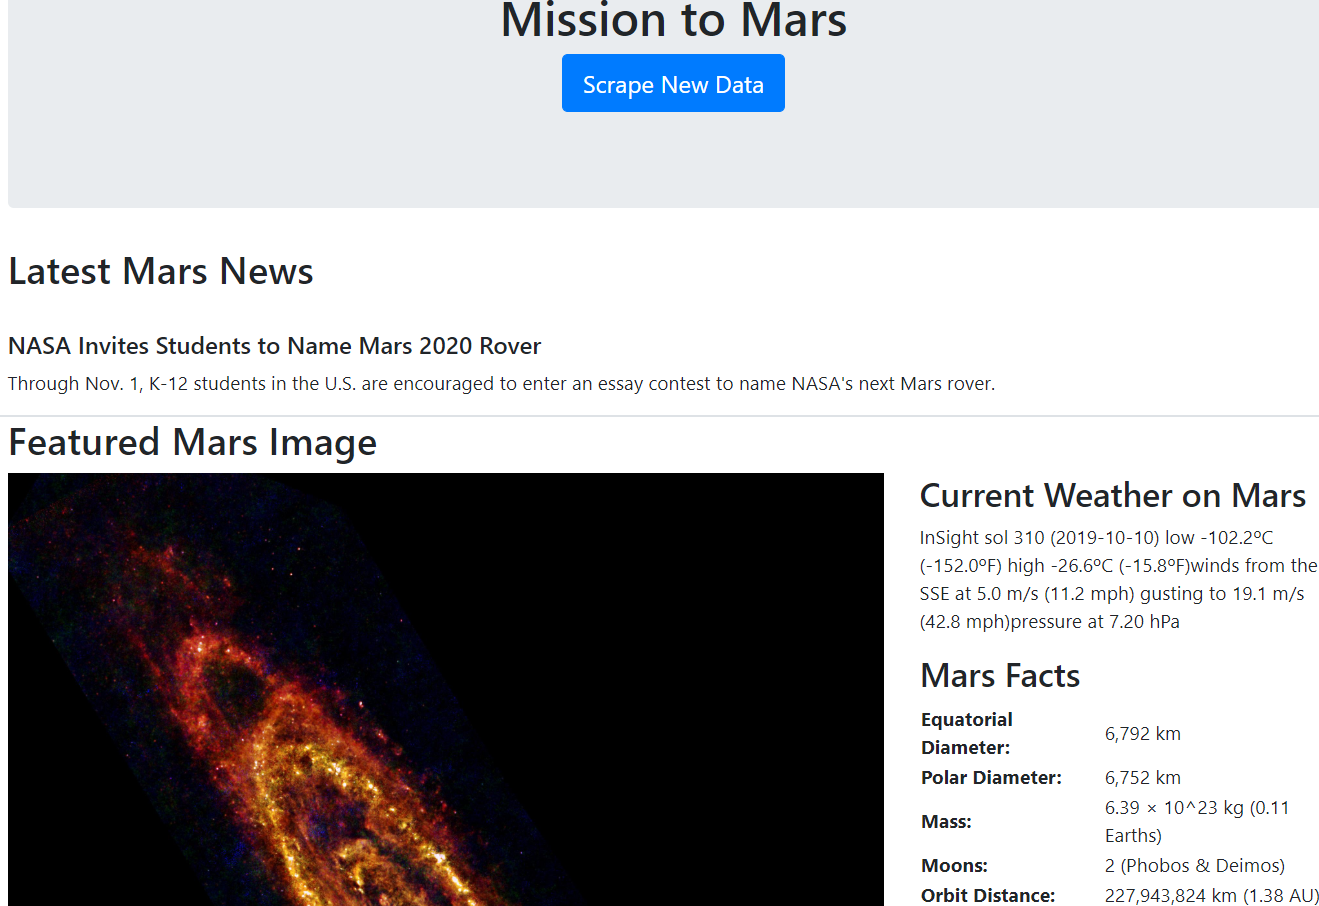 Mission to Mars
Scrape New Data
Latest Mars News
NASA Invites Students to Name Mars 2020 Rover
Through Nov. 1, K-12 students in the U.S. are encouraged to enter an essay contest to name NASA's next Mars rover.
Featured Mars Image
Current Weather on Mars
InSight sol 310 (2019-10-10) low -102.2ºC
(-152.0ºF) high -26.6ºC (-15.8ºF)winds from the
SSE at 5.0 m/s (11.2 mph) gusting to 19.1 m/s
(42.8 mph)pressure at 7.20 hPa
Mars Facts
Equatorial
Diameter:
6,792 km
Polar Diameter: 6,752 km
Mass: 6.39 × 10^23 kg (0.11
Earths)
Moons: 2 (Phobos & Deimos)
Orbit Distance: 227,943,824 km (1.38 AU)